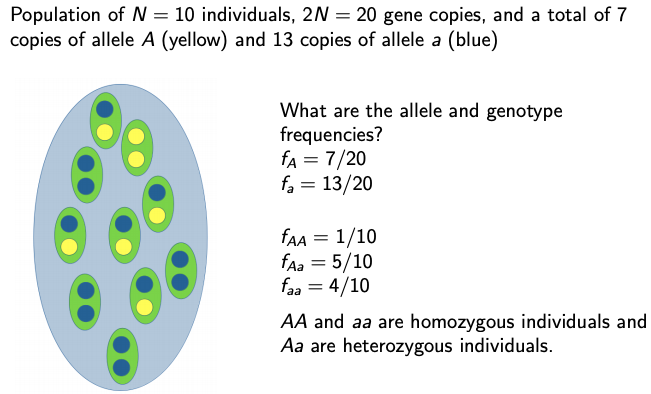 Population of N = 10 individuals, 2N = 20 gene copies, and a total of 7
copies of allele A (yellow) and 13 copies of allele a (blue)
What are the allele and genotype
frequencies?
f_A = 7/20
f_a = 13/20
f_AA = 1/10
f_Aa = 5/10
f_aa = 4/10
AA and aa are homozygous individuals and
Aa are heterozygous individuals.